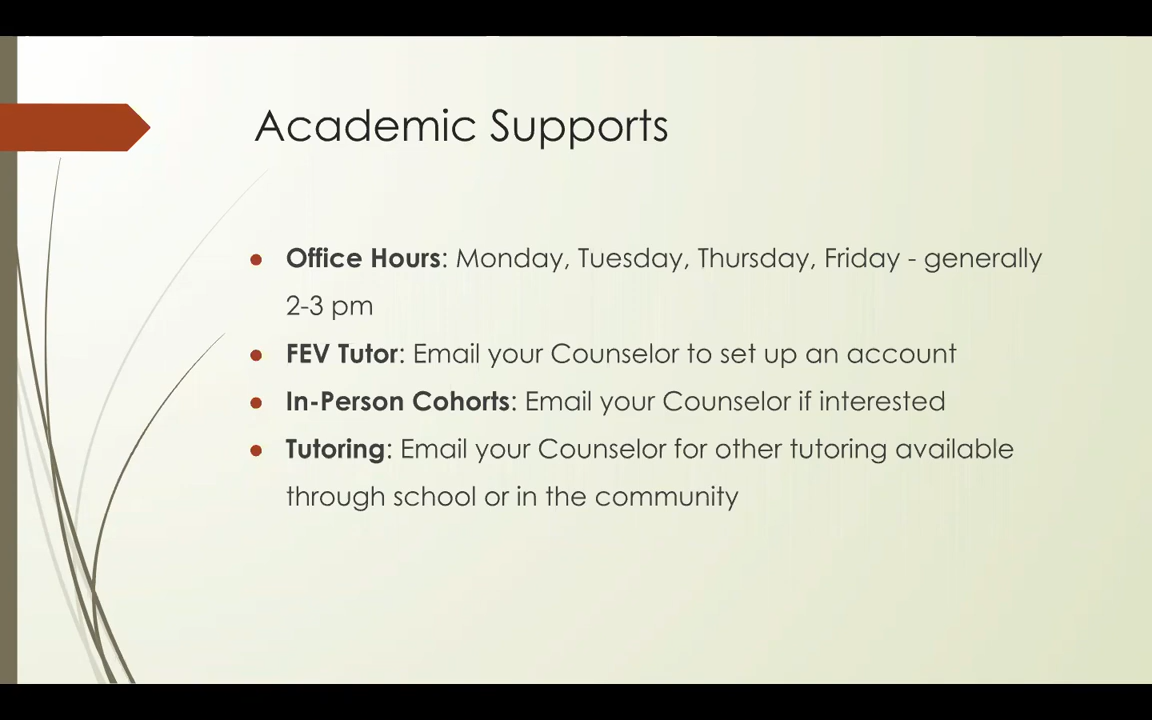 Academic Supports
● Office Hours: Monday, Tuesday, Thursday, Friday - generally
2-3 pm
● FEV Tutor: Email your Counselor to set up an account
● In-Person Cohorts: Email your Counselor if interested
● Tutoring: Email your Counselor for other tutoring available
through school or in the community